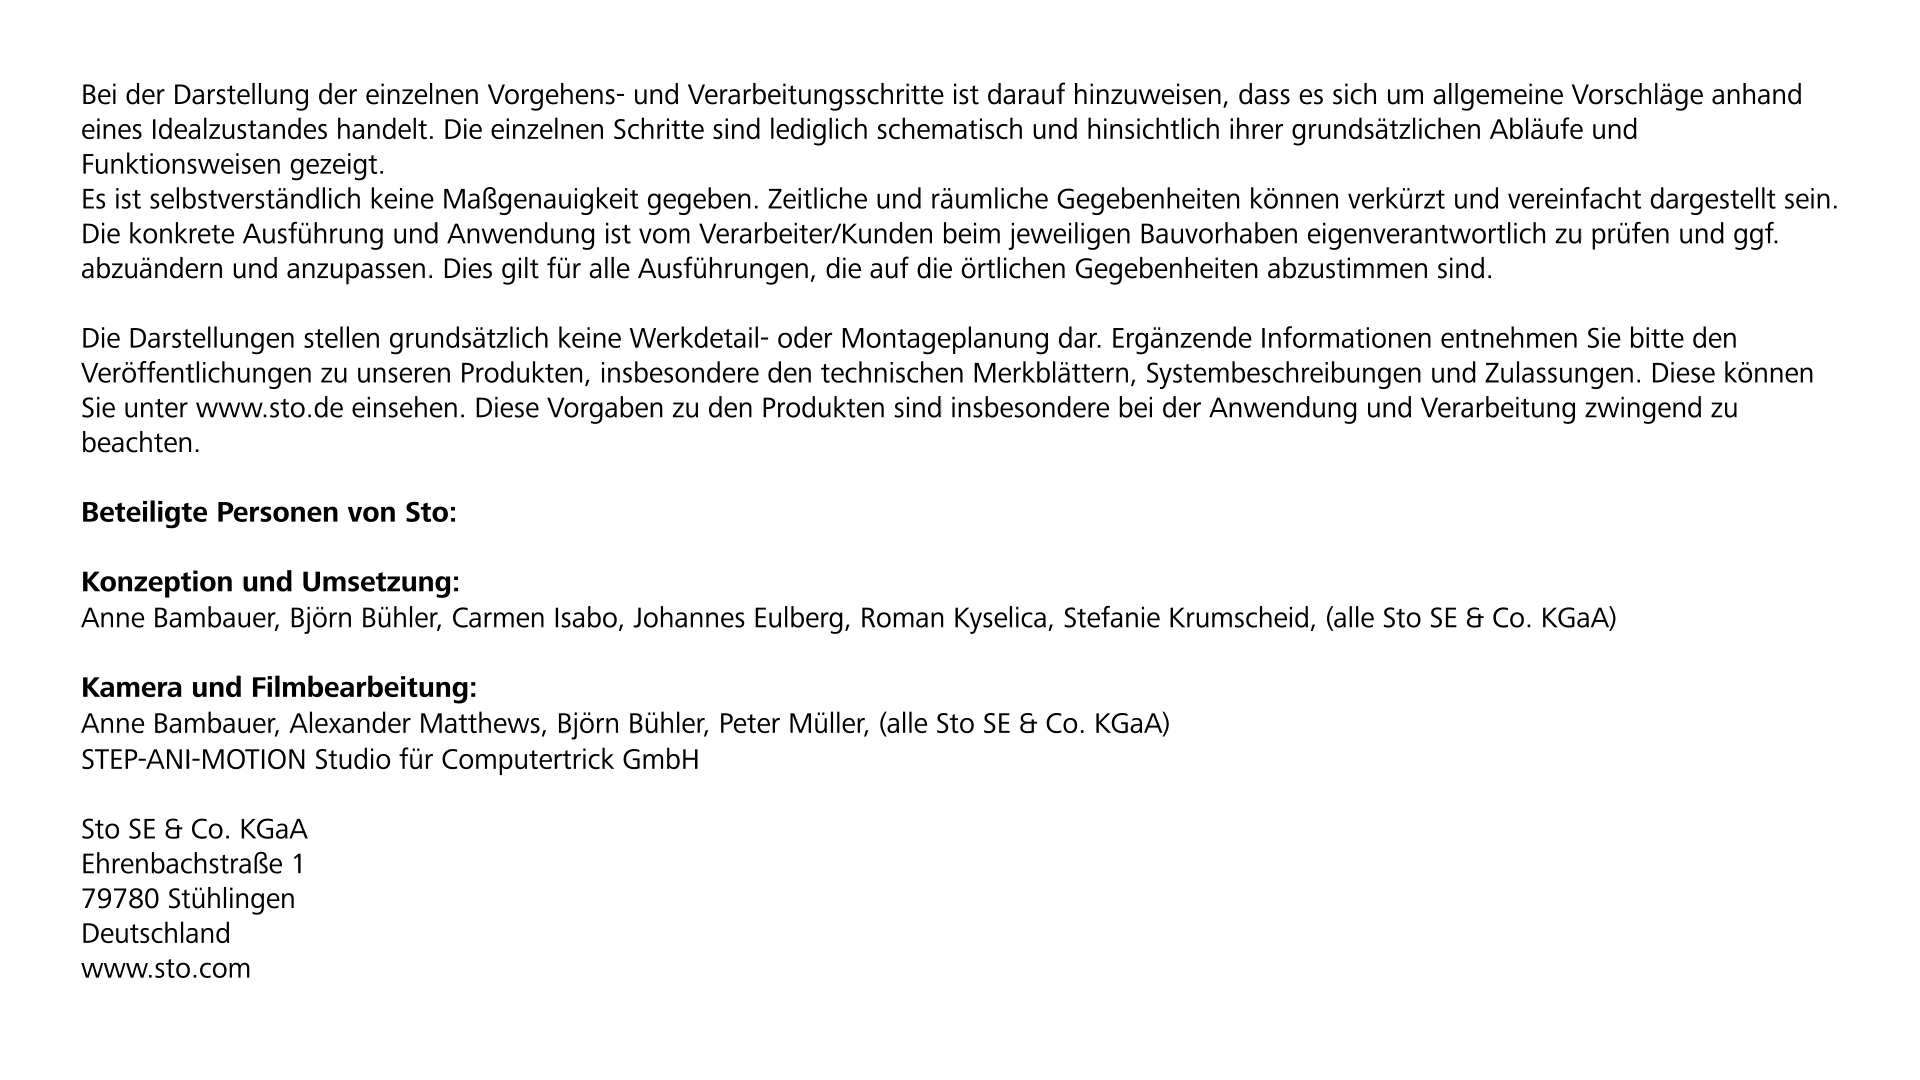 Bei der Darstellung der einzelnen Vorgehens- und Verarbeitungsschritte ist darauf hinzuweisen, dass es sich um allgemeine Vorschläge anhand
eines Idealzustandes handelt. Die einzelnen Schritte sind lediglich schematisch und hinsichtlich ihrer grundsätzlichen Abläufe und
Funktionsweisen gezeigt.
Es ist selbstverständlich keine Maßgenauigkeit gegeben. Zeitliche und räumliche Gegebenheiten können verkürzt und vereinfacht dargestellt sein.
Die konkrete Ausführung und Anwendung ist vom Verarbeiter/Kunden beim jeweiligen Bauvorhaben eigenverantwortlich zu prüfen und ggf.
abzuändern und anzupassen. Dies gilt für alle Ausführungen, die auf die örtlichen Gegebenheiten abzustimmen sind.
Die Darstellungen stellen grundsätzlich keine Werkdetail- oder Montageplanung dar. Ergänzende Informationen entnehmen Sie bitte den
Veröffentlichungen zu unseren Produkten, insbesondere den technischen Merkblättern, Systembeschreibungen und Zulassungen. Diese können
Sie unter www.sto.de einsehen. Diese Vorgaben zu den Produkten sind insbesondere bei der Anwendung und Verarbeitung zwingend zu
beachten.
Beteiligte Personen von Sto:
Konzeption und Umsetzung:
Anne Bambauer, Björn Bühler, Carmen Isabo, Johannes Eulberg, Roman Kyselica, Stefanie Krumscheid, (alle Sto SE & Co. KGaA)
Kamera und Filmbearbeitung:
Anne Bambauer, Alexander Matthews, Björn Bühler, Peter Müller, (alle Sto SE & Co. KGaA)
STEP-ANI-MOTION Studio für Computertrick GmbH
Sto SE & Co. KGaA
Ehrenbachstraße 1
79780 Stühlingen
Deutschland
www.sto.com